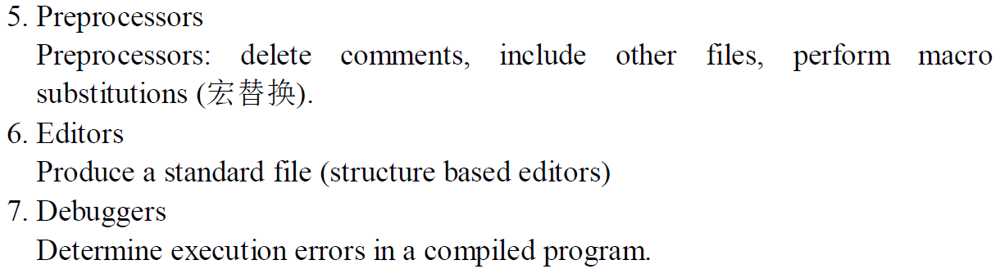 5. Preprocessors
Preprocessors: delete comments, include other files, perform macro
substitutions (宏替换).
6. Editors
Produce a standard file (structure based editors)
7. Debuggers
Determine execution errors in a compiled program.